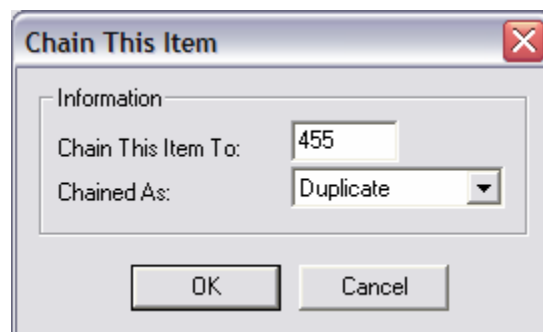 Chain This Item
Information
Chain This Item To: 455
Chained As: Duplicate
OK Cancel